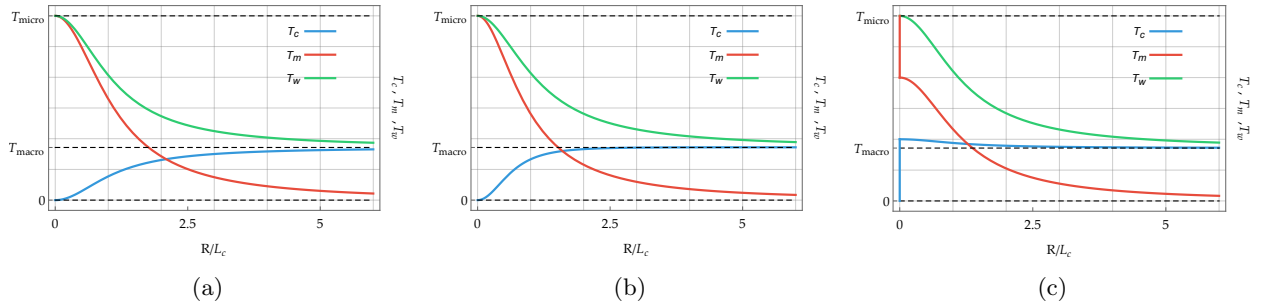 T_micro
T_c
T_m
T_w
T_macro
0
0
2.5
5
R/L_c
T_c , T_m , T_w
(a)
T_micro
T_c
T_m
T_w
T_macro
0
0
2.5
5
R/L_c
T_c , T_m , T_w
(b)
T_micro
T_c
T_m
T_w
T_macro
0
0
2.5
5
R/L_c
T_c , T_m , T_w
(c)